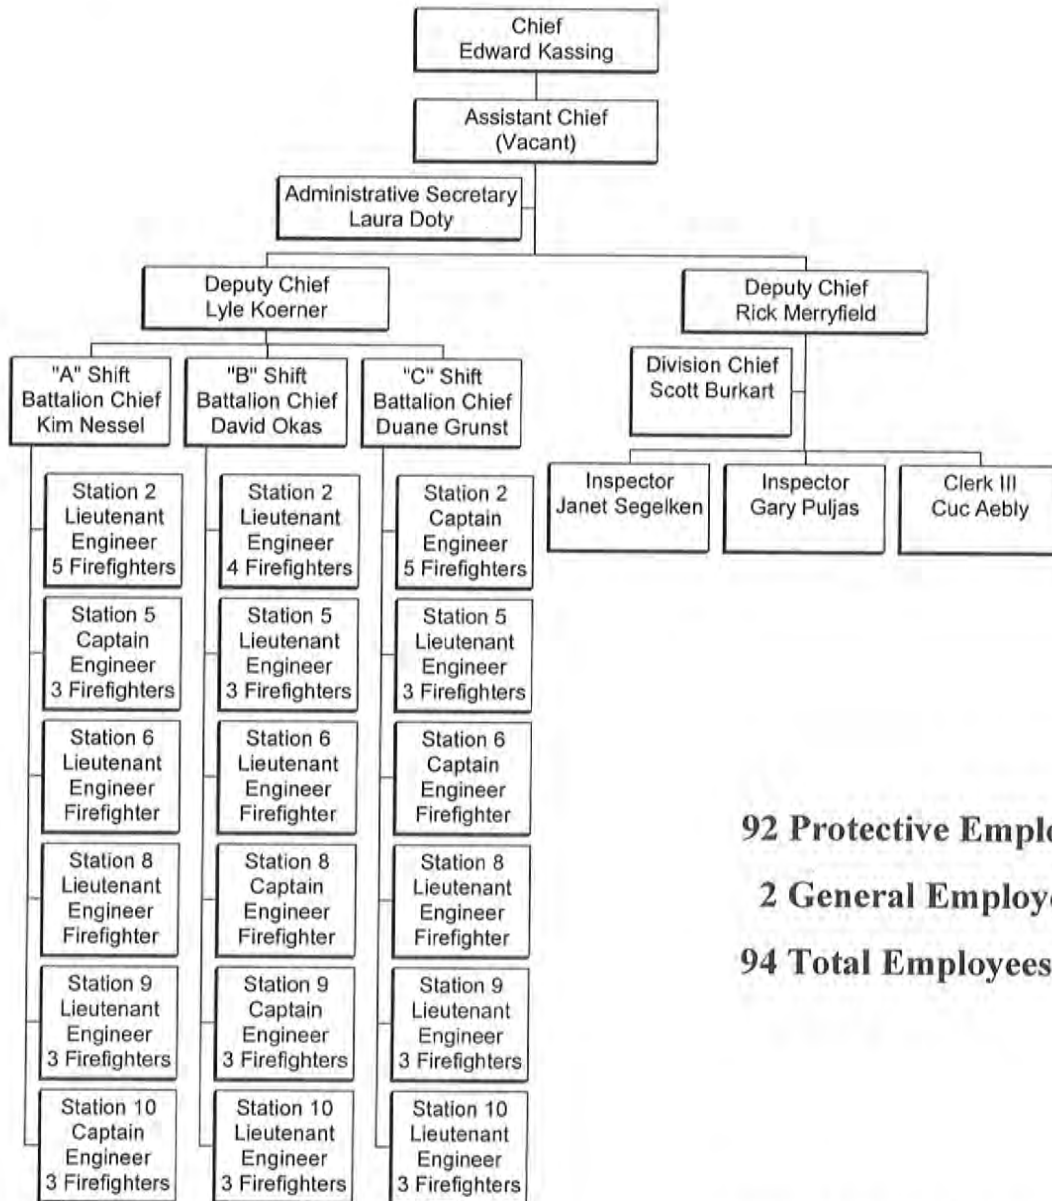 Chief
Edward Kassing
Assistant Chief
(Vacant)
Administrative Secretary
Laura Doty
Deputy Chief
Lyle Koerner
Deputy Chief
Rick Merryfield
Division Chief
Scott Burkart
"A" Shift
Battalion Chief
Kim Nessel
"B" Shift
Battalion Chief
David Okas
"C" Shift
Battalion Chief
Duane Grunst
Inspector
Janet Segelken
Inspector
Gary Puljas
Clerk III
Cuc Aebly
Station 2
Lieutenant
Engineer
5 Firefighters
Station 2
Lieutenant
Engineer
4 Firefighters
Station 2
Captain
Engineer
5 Firefighters
Station 5
Captain
Engineer
3 Firefighters
Station 5
Lieutenant
Engineer
3 Firefighters
Station 5
Lieutenant
Engineer
3 Firefighters
Station 6
Lieutenant
Engineer
Firefighter
Station 6
Lieutenant
Engineer
Firefighter
Station 6
Captain
Engineer
Firefighter
Station 8
Lieutenant
Engineer
Firefighter
Station 8
Captain
Engineer
Firefighter
Station 8
Lieutenant
Engineer
Firefighter
Station 9
Lieutenant
Engineer
3 Firefighters
Station 9
Captain
Engineer
3 Firefighters
Station 9
Lieutenant
Engineer
3 Firefighters
Station 10
Captain
Engineer
3 Firefighters
Station 10
Lieutenant
Engineer
3 Firefighters
Station 10
Lieutenant
Engineer
3 Firefighters
92 Protective
2 General
94 Total Employees